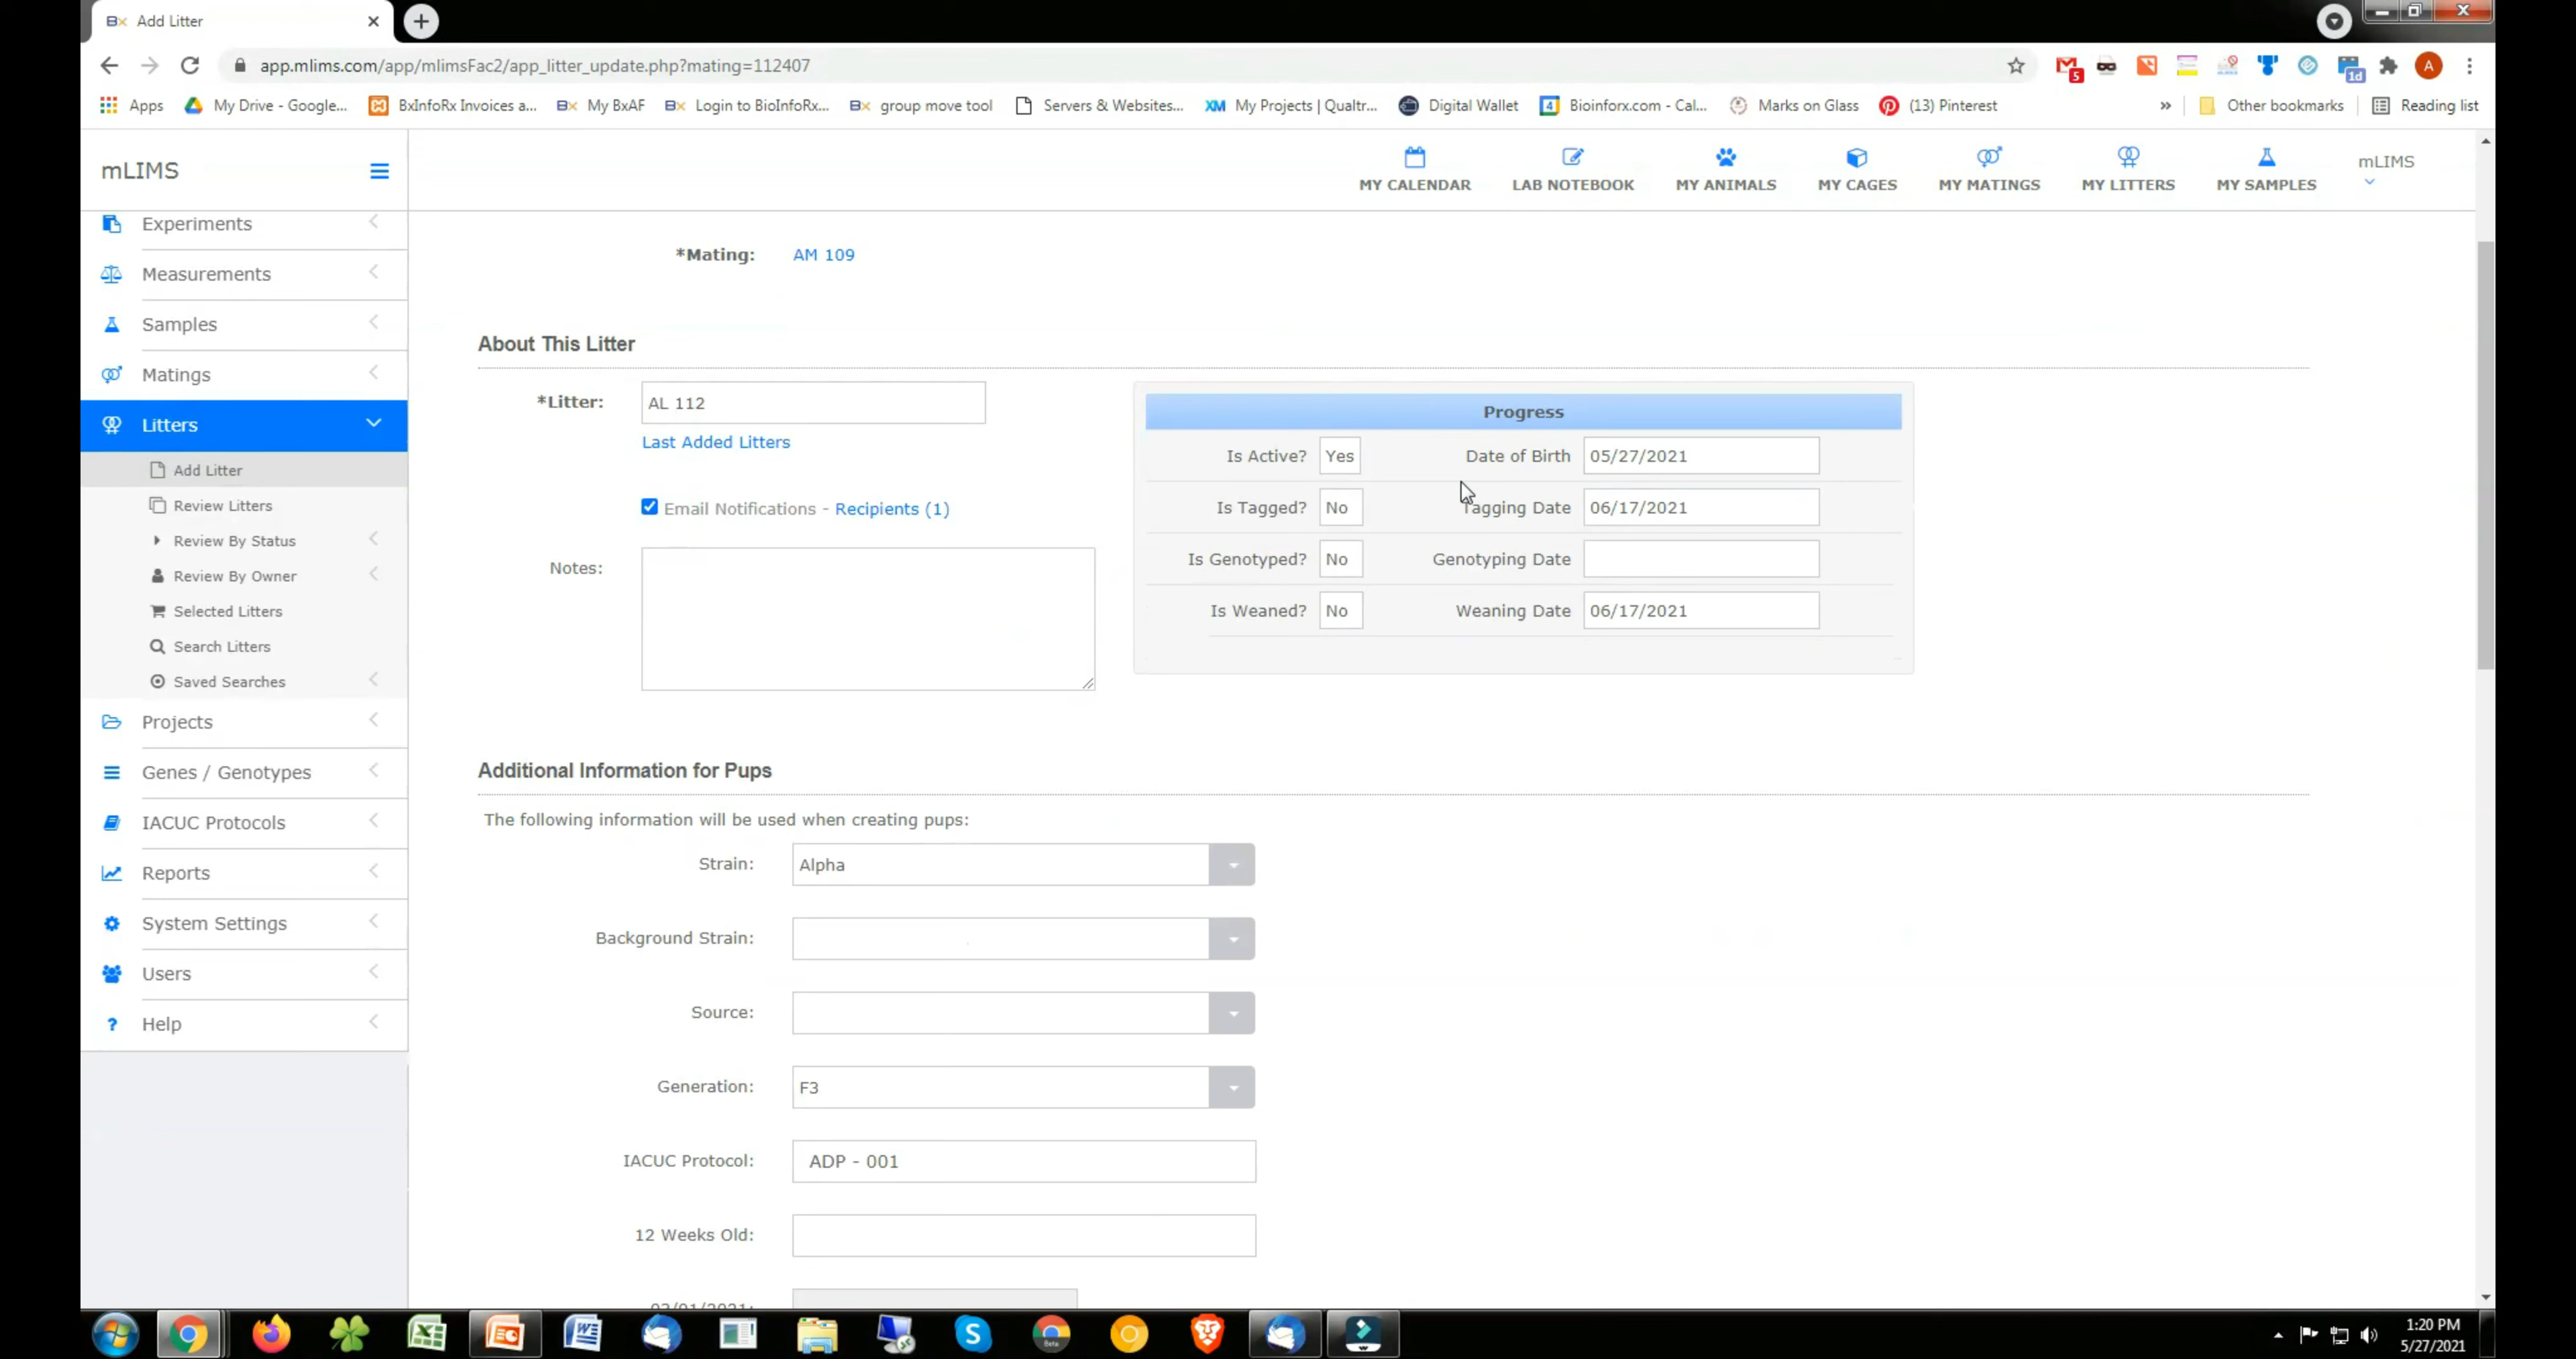 Add Litter
app.mlims.com/app/mlimsFac2/app_litter_update.php?mating=112407
5
1d
A
Apps
My Drive - Google...
BxInfoRx Invoices a...
My BxAF
Login to BioInfoRx...
group move tool
Servers & Websites...
XM My Projects | Qualtr...
Digital Wallet
4 Bioinforx.com - Cal...
Marks on Glass
(13) Pinterest
»
Other bookmarks
Reading list
mLIMS
MY CALENDAR
LAB NOTEBOOK
MY ANIMALS
MY CAGES
MY MATINGS
MY LITTERS
MY SAMPLES
mLIMS
Experiments
Measurements
Samples
Matings
Litters
Add Litter
Review Litters
Review By Status
Review By Owner
Selected Litters
Search Litters
Saved Searches
Projects
Genes / Genotypes
IACUC Protocols
Reports
System Settings
Users
? Help
*Mating: AM 109
About This Litter
*Litter: AL 112
Last Added Litters
Email Notifications - Recipients (1)
Notes:
Progress
Is Active? Yes Date of Birth 05/27/2021
Is Tagged? No Tagging Date 06/17/2021
Is Genotyped? No Genotyping Date
Is Weaned? No Weaning Date 06/17/2021
Additional Information for Pups
The following information will be used when creating pups:
Strain: Alpha
Background Strain:
Source:
Generation: F3
IACUC Protocol: ADP - 001
12 Weeks Old:
03/01/2021:
Beta
1:20 PM
5/27/2021